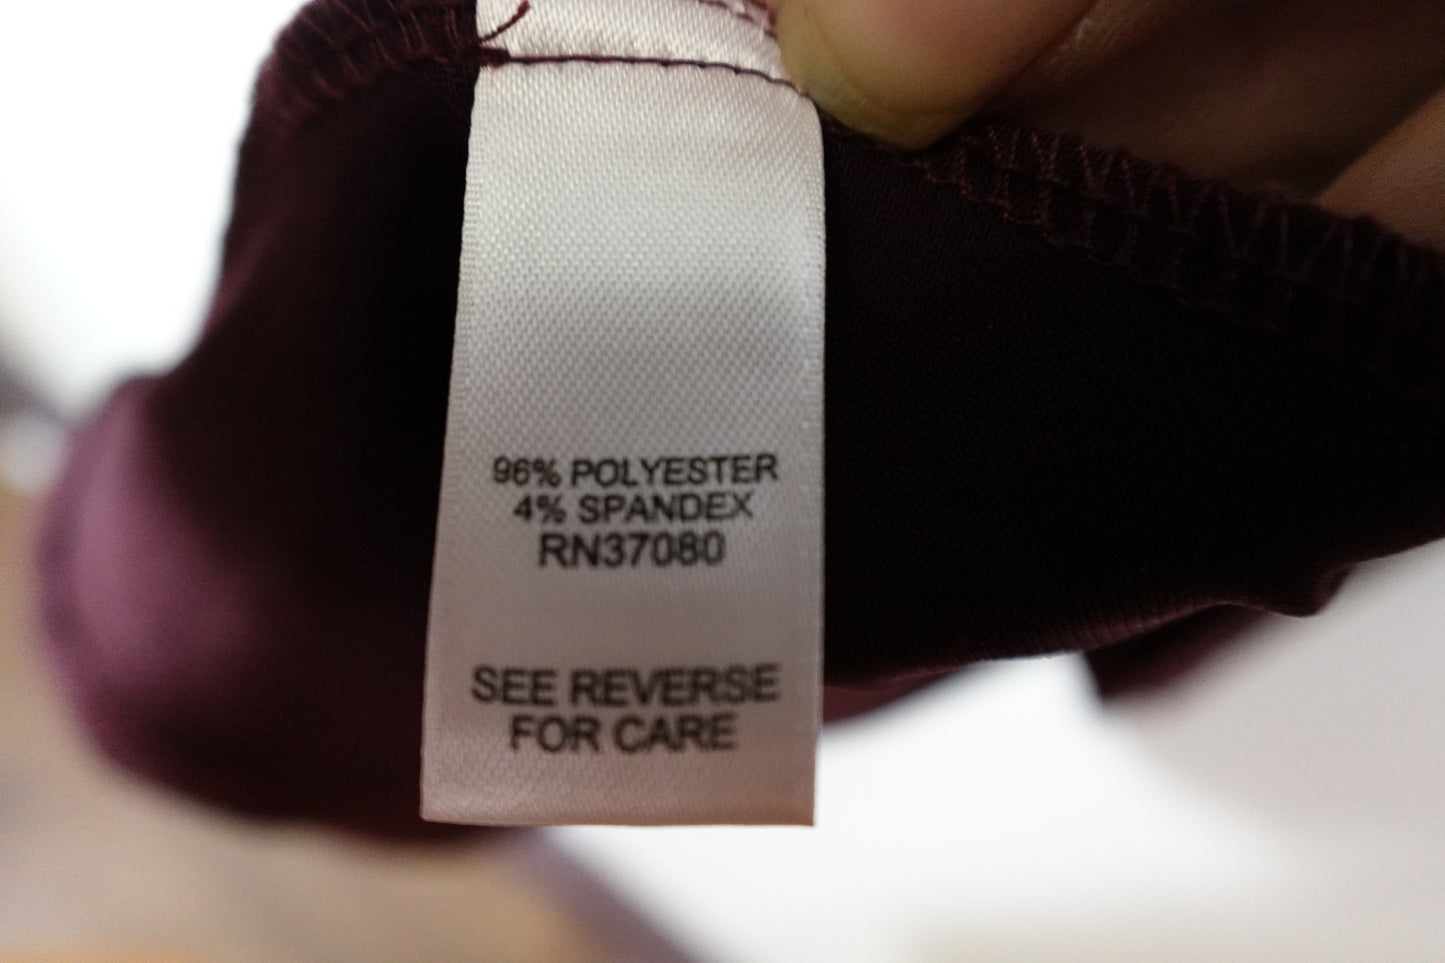 96% POLYESTER
4% SPANDEX
RN37080
SEE REVERSE
FOR CARE